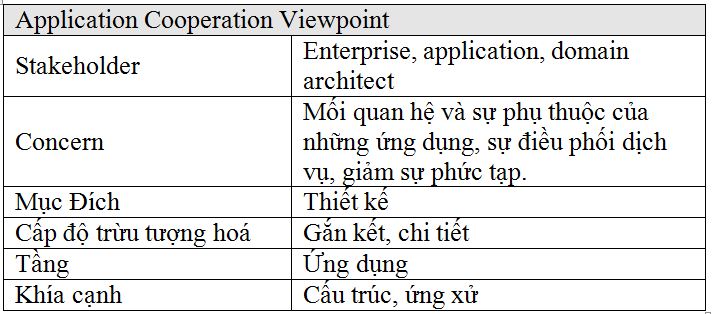 Application Cooperation Viewpoint
Stakeholder
Enterprise, application, domain
architect
Concern
Mối quan hệ và sự phụ thuộc của
những ứng dụng, sự điều phối dịch
vụ, giảm sự phức tạp.
Mục Đích
Thiết kế
Cấp độ trừu tượng hoá
Gắn kết, chi tiết
Tầng
Ứng dụng
Khía cạnh
Cấu trúc, ứng xử